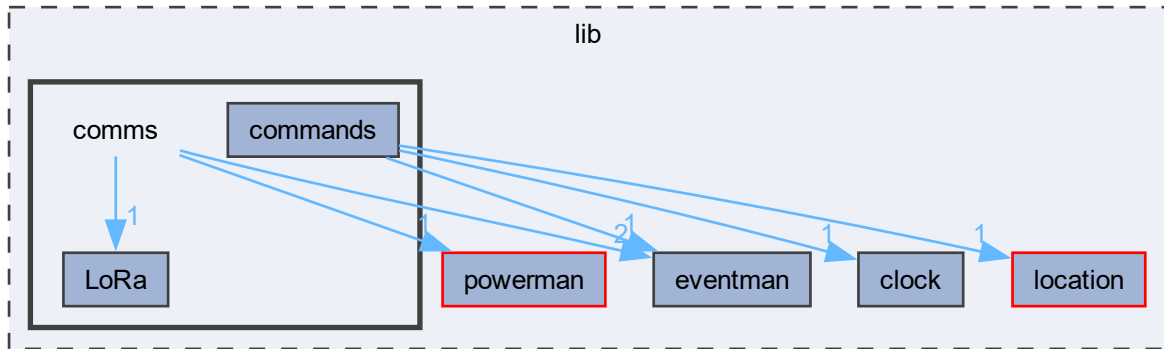 lib
comms
commands
1
1
2
1
1
1
LoRa
powerman
eventman
clock
location